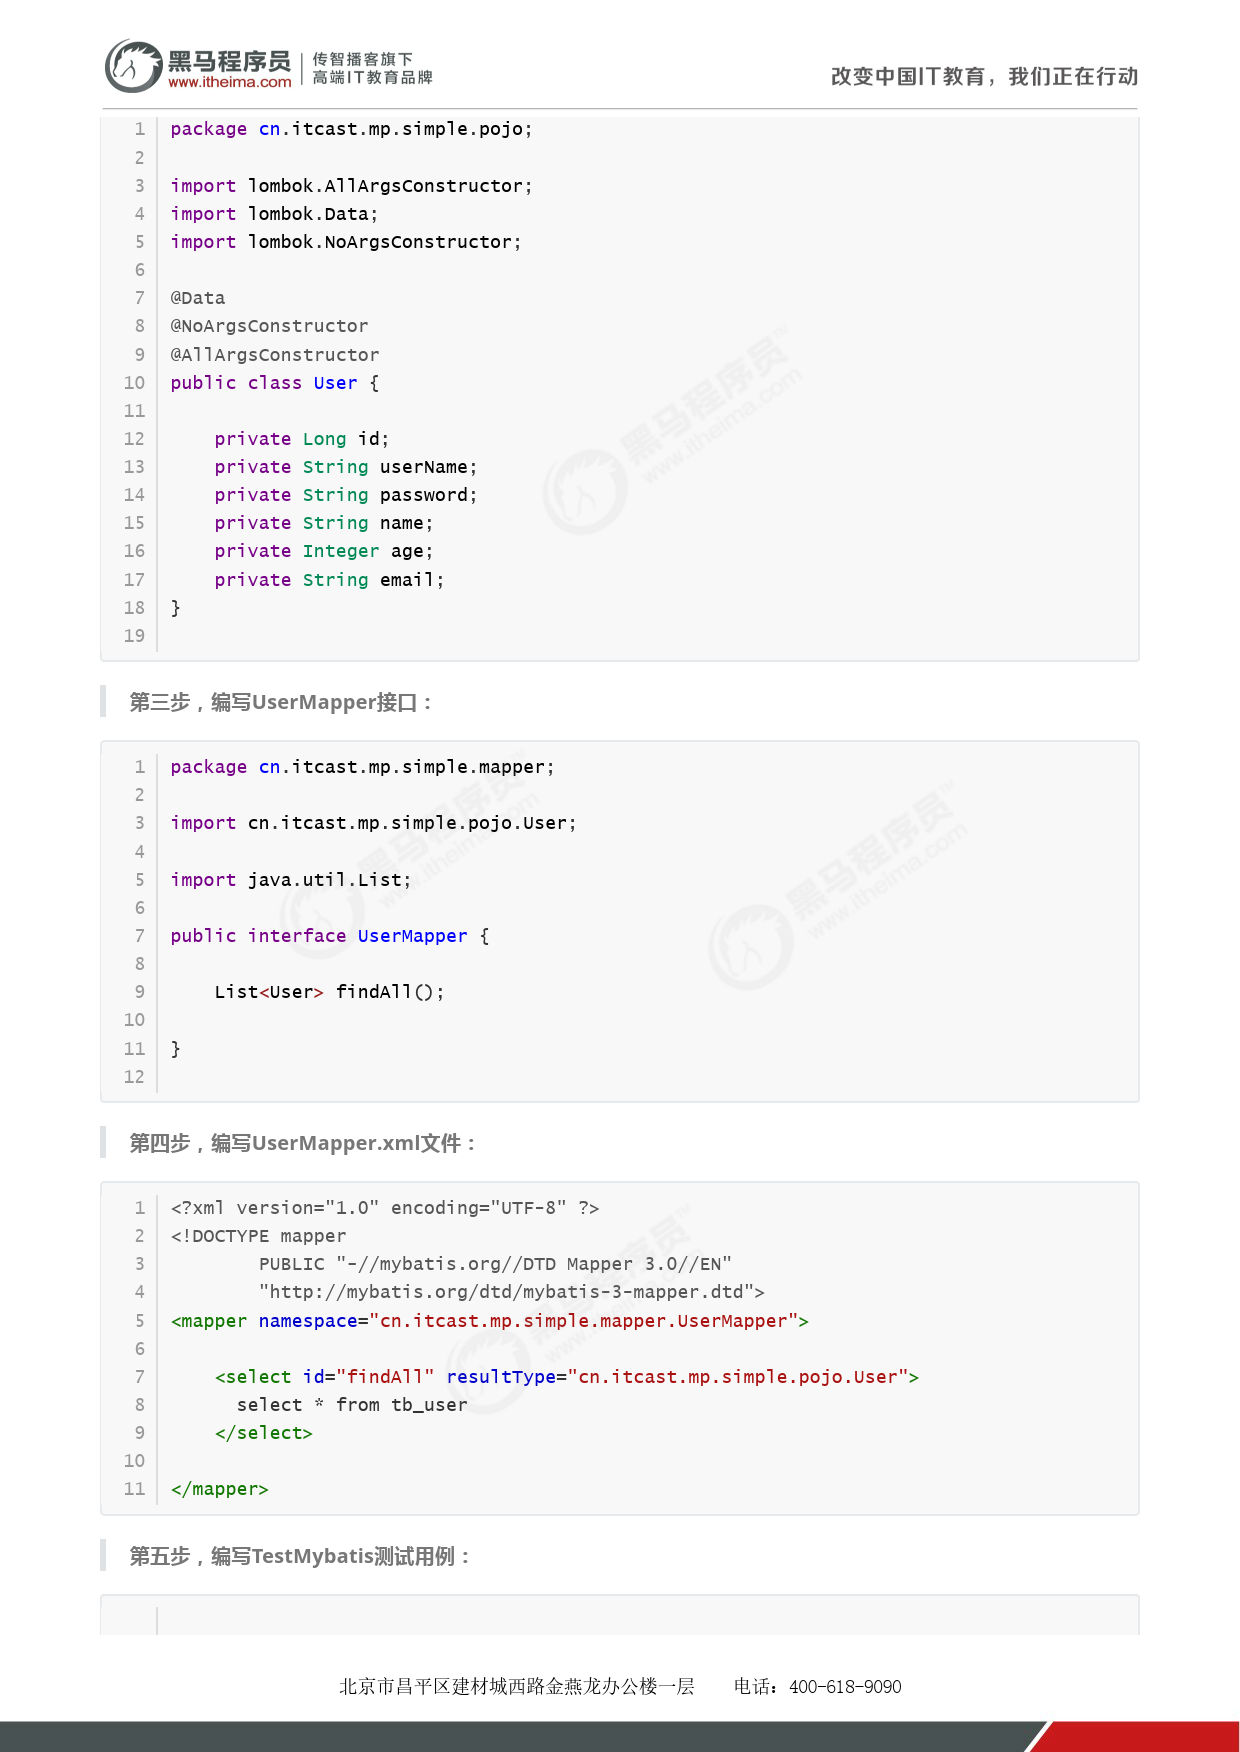 黑马程序员
www.itheima.com
传智播客旗下
高端IT教育品牌
改变中国IT教育，我们正在行动
1 package cn.itcast.mp.simple.pojo;
2
3 import lombok.AllArgsConstructor;
4 import lombok.Data;
5 import lombok.NoArgsConstructor;
6
7 @Data
8 @NoArgsConstructor
9 @AllArgsConstructor
10 public class User {
11
12     private Long id;
13     private String userName;
14     private String password;
15     private String name;
16     private Integer age;
17     private String email;
18 }
19
第三步，编写UserMapper接口：
1 package cn.itcast.mp.simple.mapper;
2
3 import cn.itcast.mp.simple.pojo.User;
4
5 import java.util.List;
6
7 public interface UserMapper {
8
9     List<User> findAll();
10
11 }
12
第四步，编写UserMapper.xml文件：
1 <?xml version="1.0" encoding="UTF-8" ?>
2 <!DOCTYPE mapper
3         PUBLIC "-//mybatis.org//DTD Mapper 3.0//EN"
4         "http://mybatis.org/dtd/mybatis-3-mapper.dtd">
5 <mapper namespace="cn.itcast.mp.simple.mapper.UserMapper">
6
7     <select id="findAll" resultType="cn.itcast.mp.simple.pojo.User">
8       select * from tb_user
9     </select>
10
11 </mapper>
第五步，编写TestMybatis测试用例：
北京市昌平区建材城西路金燕龙办公楼一层 电话：400-618-9090